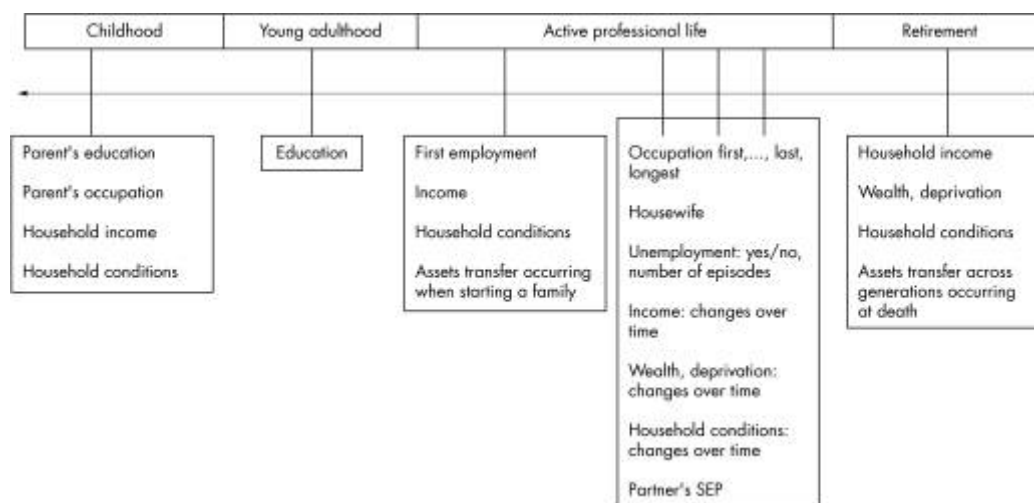 Childhood
Young adulthood
Active professional life
Retirement
Parent's education
Parent's occupation
Household income
Household conditions
Education
First employment
Income
Household conditions
Assets transfer occurring
when starting a family
Occupation first,..., last,
longest
Housewife
Unemployment: yes/no,
number of episodes
Income: changes over
time
Wealth, deprivation:
changes over time
Household conditions:
changes over time
Partner's SEP
Household income
Wealth, deprivation
Household conditions
Assets transfer across
generations occurring
at death